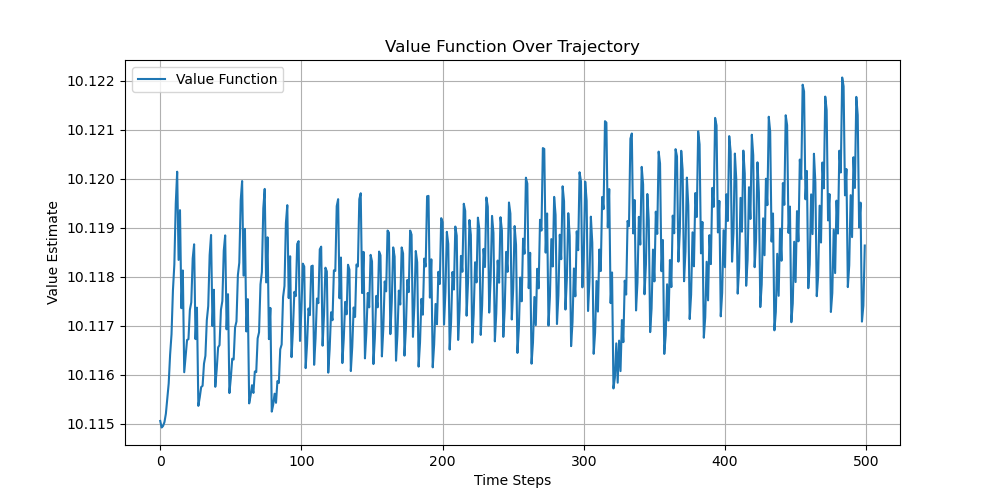 Value Function Over Trajectory
Value Function
10.122
10.121
10.120
10.119
10.118
10.117
10.116
10.115
Value Estimate
0 100 200 300 400 500
Time Steps